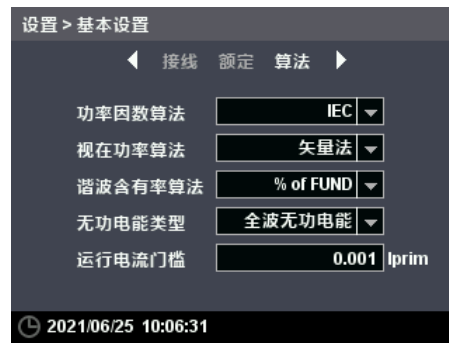 设置 > 基本设置
接线 额定 算法
功率因数算法 IEC
视在功率算法 矢量法
谐波含有率算法 % of FUND
无功电能类型 全波无功电能
运行电流门槛 0.001 Iprim
2021/06/25 10:06:31